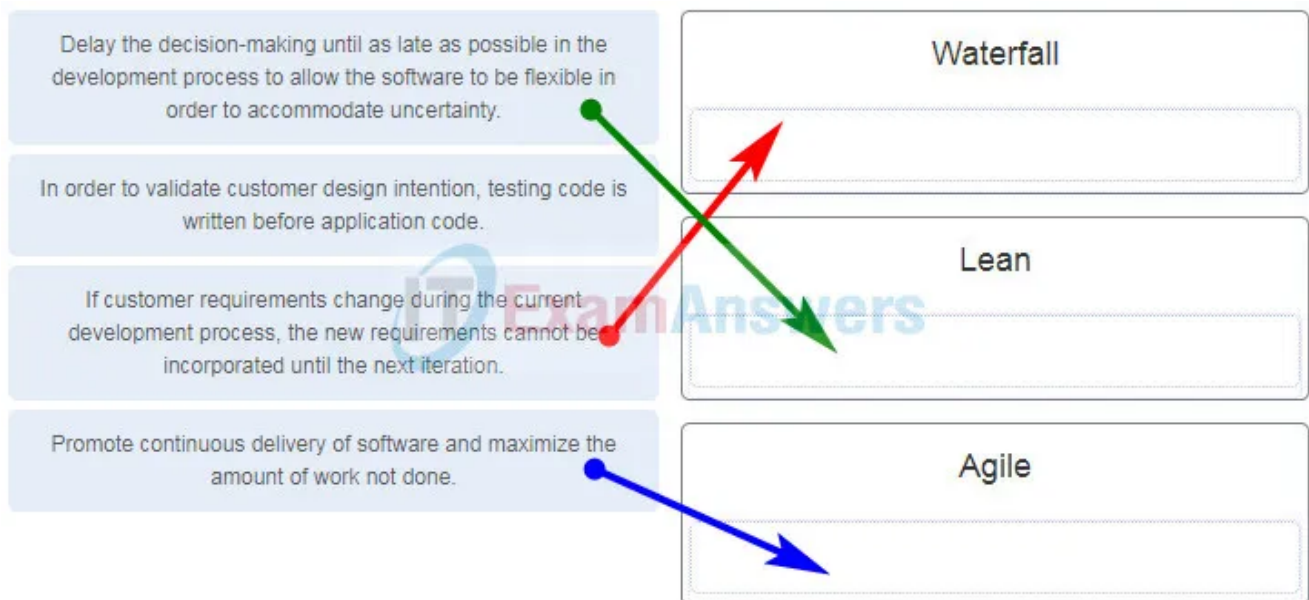 Delay the decision-making until as late as possible in the
development process to allow the software to be flexible in
order to accommodate uncertainty.
In order to validate customer design intention, testing code is
written before application code.
If customer requirements change during the current
development process, the new requirements cannot be
incorporated until the next iteration.
Promote continuous delivery of software and maximize the
amount of work not done.
Waterfall
Lean
Agile
IT ExamAnswers